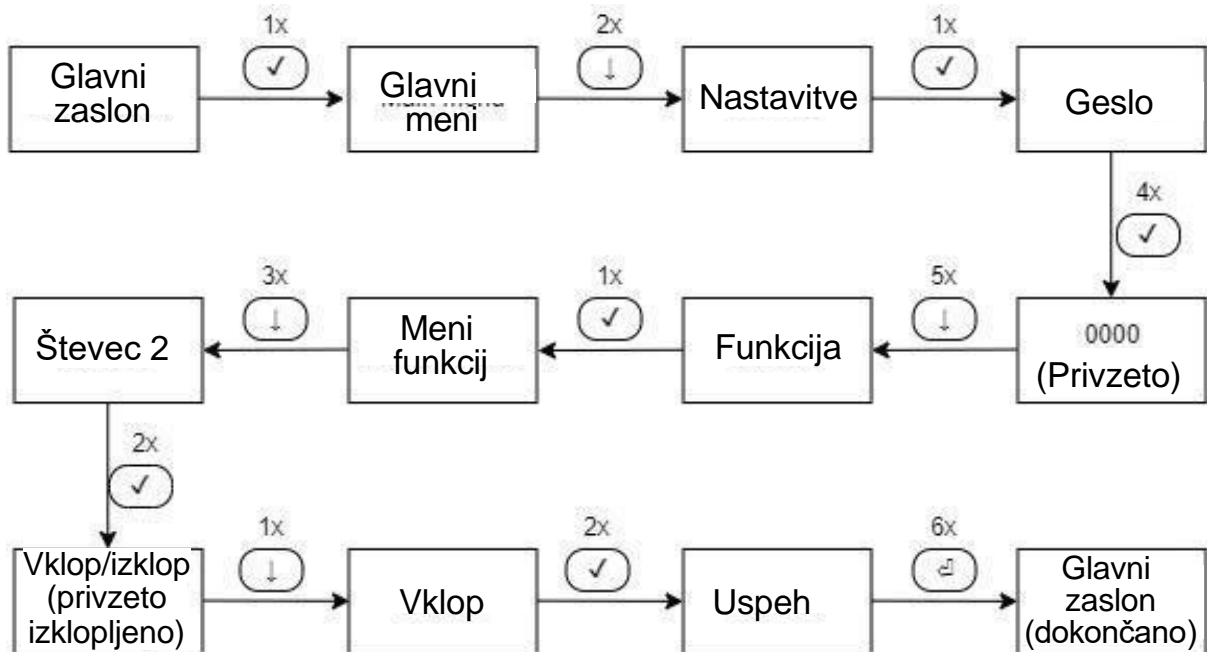 1x
2x
1x
Glavni
zaslon
Glavni
meni
Nastavitve
Geslo
4x
3x
1x
5x
Števec 2
Meni
funkcij
Funkcija
0000
(Privzeto)
2x
1x
2x
6x
Vklop/izklop
(privzeto
izklopljeno)
Vklop
Uspeh
Glavni
zaslon
(dokončano)